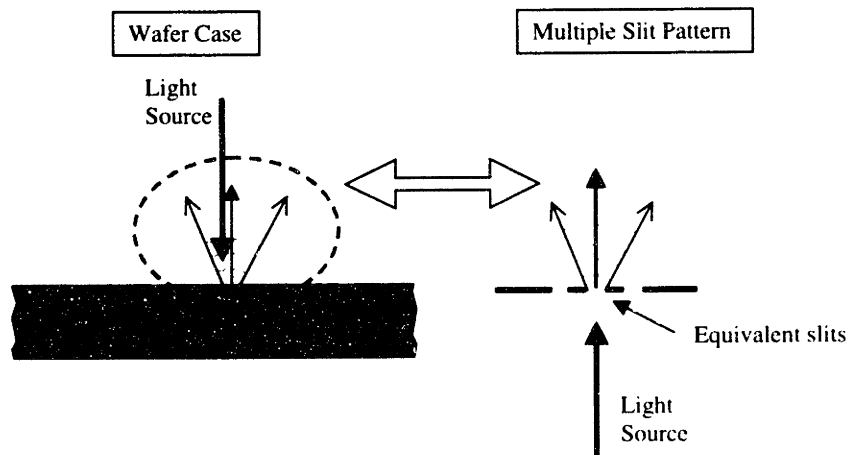 Wafer Case
Multiple Slit Pattern
Light
Source
Equivalent slits
Light
Source